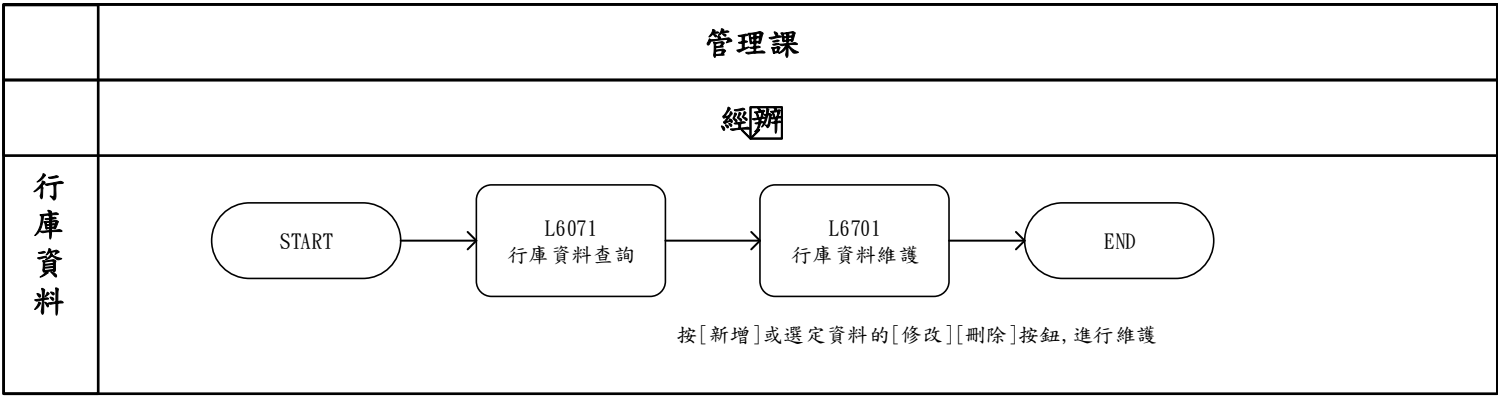 管理課
經辦
行庫資料
START
L6071
行庫資料查詢
L6701
行庫資料維護
END
按[新增]或選定資料的[修改][刪除]按鈕,進行維護